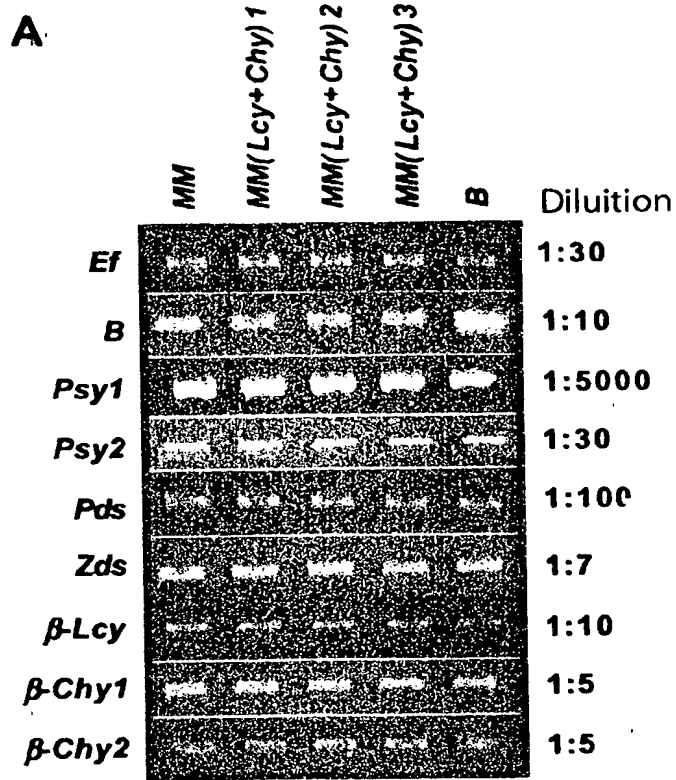 A
MM MM(Lcy+Chy)1 MM(Lcy+Chy)2 MM(Lcy+Chy)3 B Diluition
Ef 1:30
B 1:10
Psy1 1:5000
Psy2 1:30
Pds 1:100
Zds 1:7
β-Lcy 1:10
β-Chy1 1:5
β-Chy2 1:5